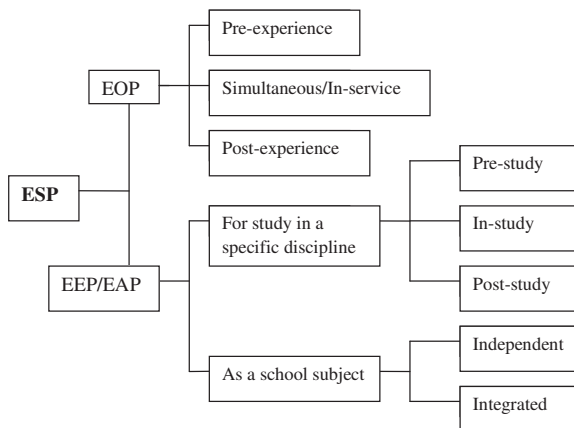 Pre-experience
EOP
Simultaneous/In-service
Post-experience
ESP
Pre-study
For study in a
specific discipline
In-study
EEP/EAP
Post-study
Independent
As a school subject
Integrated